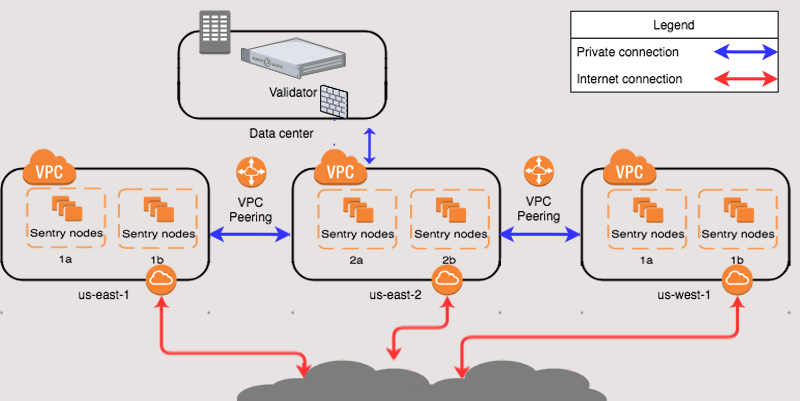 Legend
Private connection
Internet connection
Validator
Data center
VPC
VPC
VPC
VPC
Peering
VPC
Peering
Sentry nodes
Sentry nodes
Sentry nodes
Sentry nodes
Sentry nodes
Sentry nodes
1a
1b
2a
2b
1a
1b
us-east-1
us-east-2
us-west-1